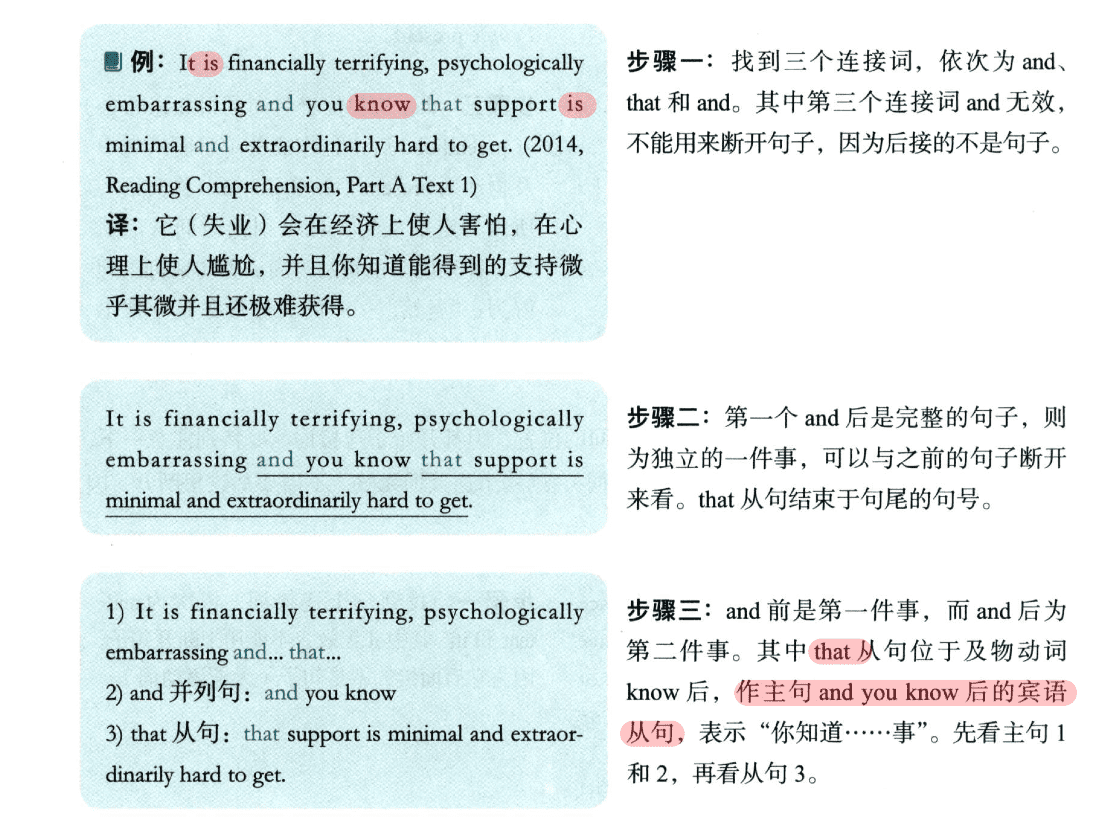 例：It is financially terrifying, psychologically
embarrassing and you know that support is
minimal and extraordinarily hard to get. (2014,
Reading Comprehension, Part A Text 1)
译：它（失业）会在经济上使人害怕，在心
理上使人尴尬，并且你知道能得到的支持微
乎其微并且还极难获得。
步骤一：找到三个连接词，依次为 and、
that 和 and。其中第三个连接词 and 无效，
不能用来断开句子，因为后接的不是句子。
It is financially terrifying, psychologically
embarrassing and you know that support is
minimal and extraordinarily hard to get.
步骤二：第一个 and 后是完整的句子，则
为独立的一件事，可以与之前的句子断开
来看。that 从句结束于句尾的句号。
1) It is financially terrifying, psychologically
embarrassing and... that...
2) and 并列句：and you know
3) that 从句：that support is minimal and extraor-
dinarily hard to get.
步骤三：and 前是第一件事，而 and 后为
第二件事。其中 that 从句位于及物动词
know 后，作主句 and you know 后的宾语
从句，表示“你知道……事”。先看主句 1
和 2，再看从句 3。